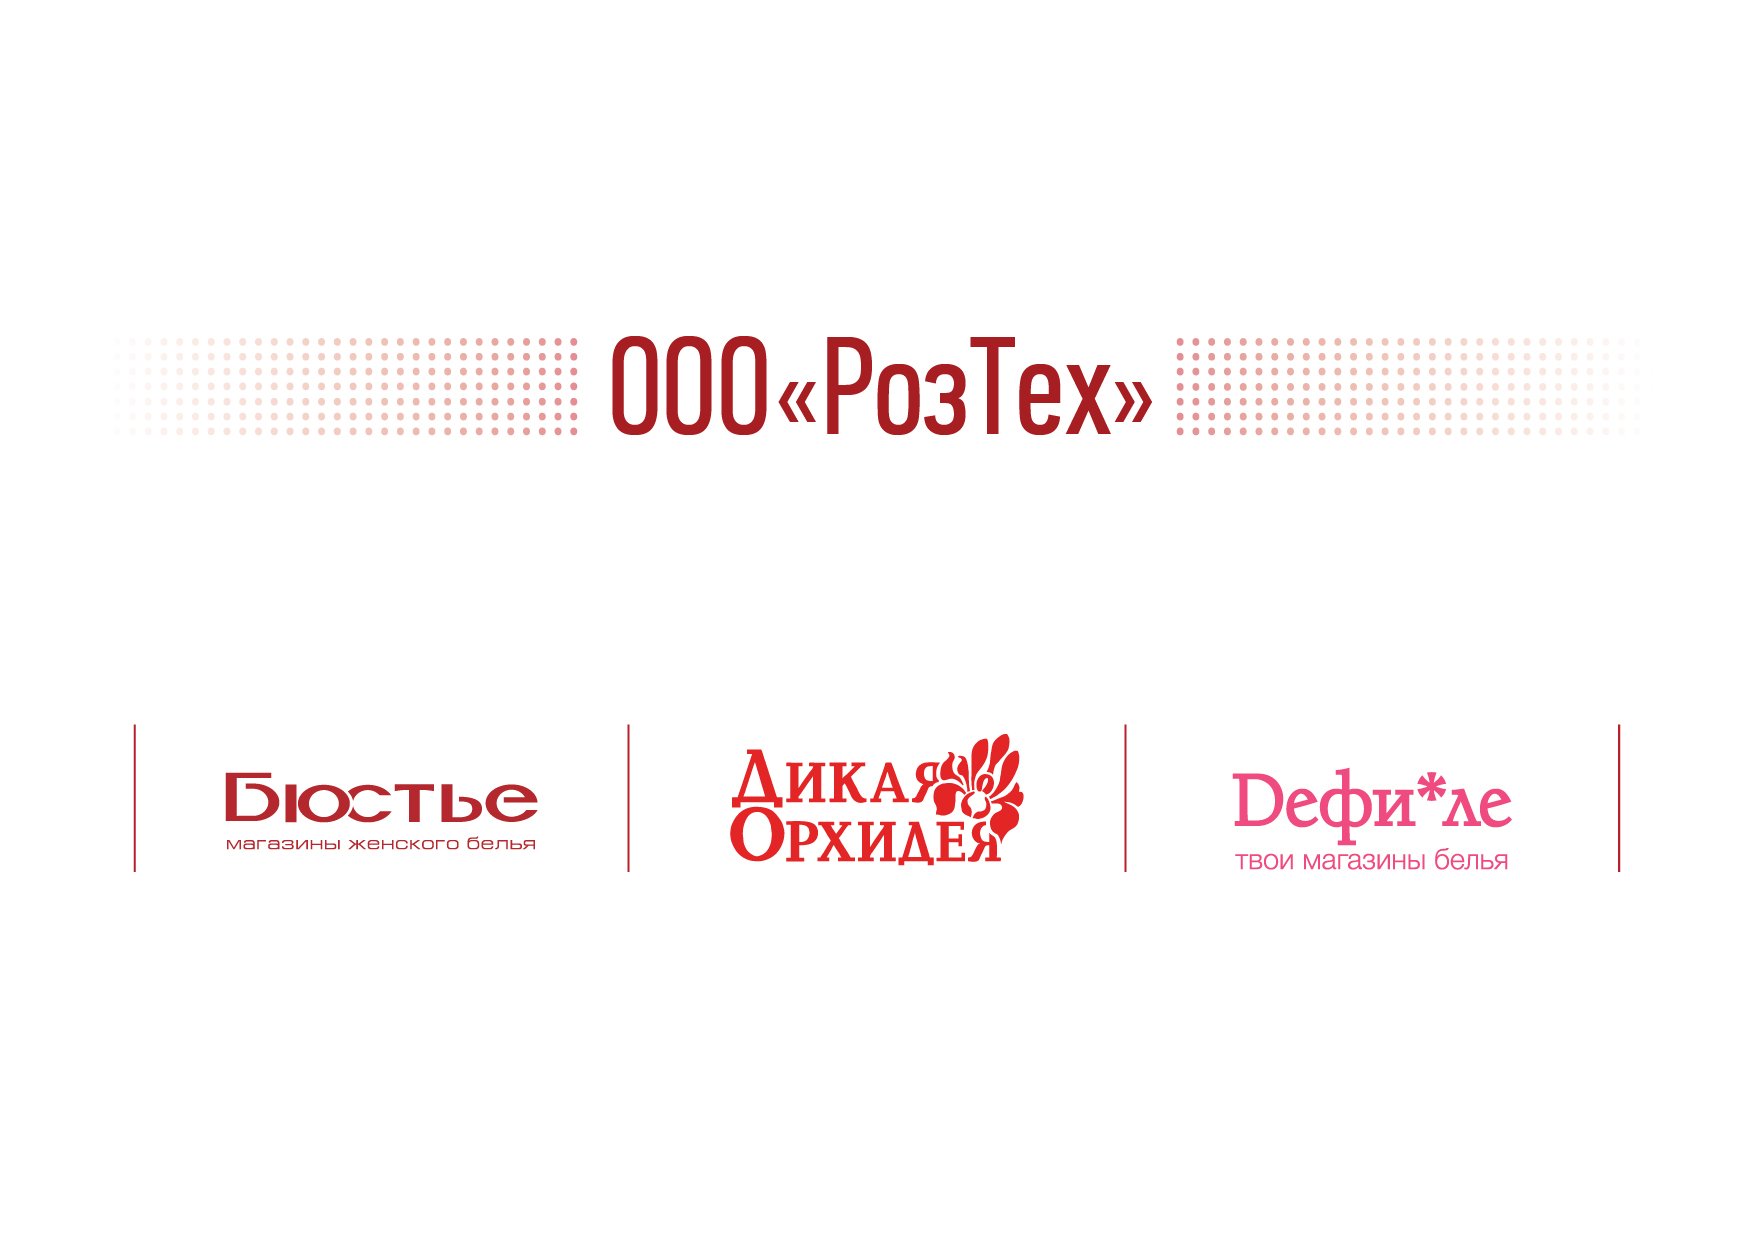 ООО «РозТех»
Бюстье
магазины женского белья
Дикая
Орхидея
Дефи*ле
твои магазины белья